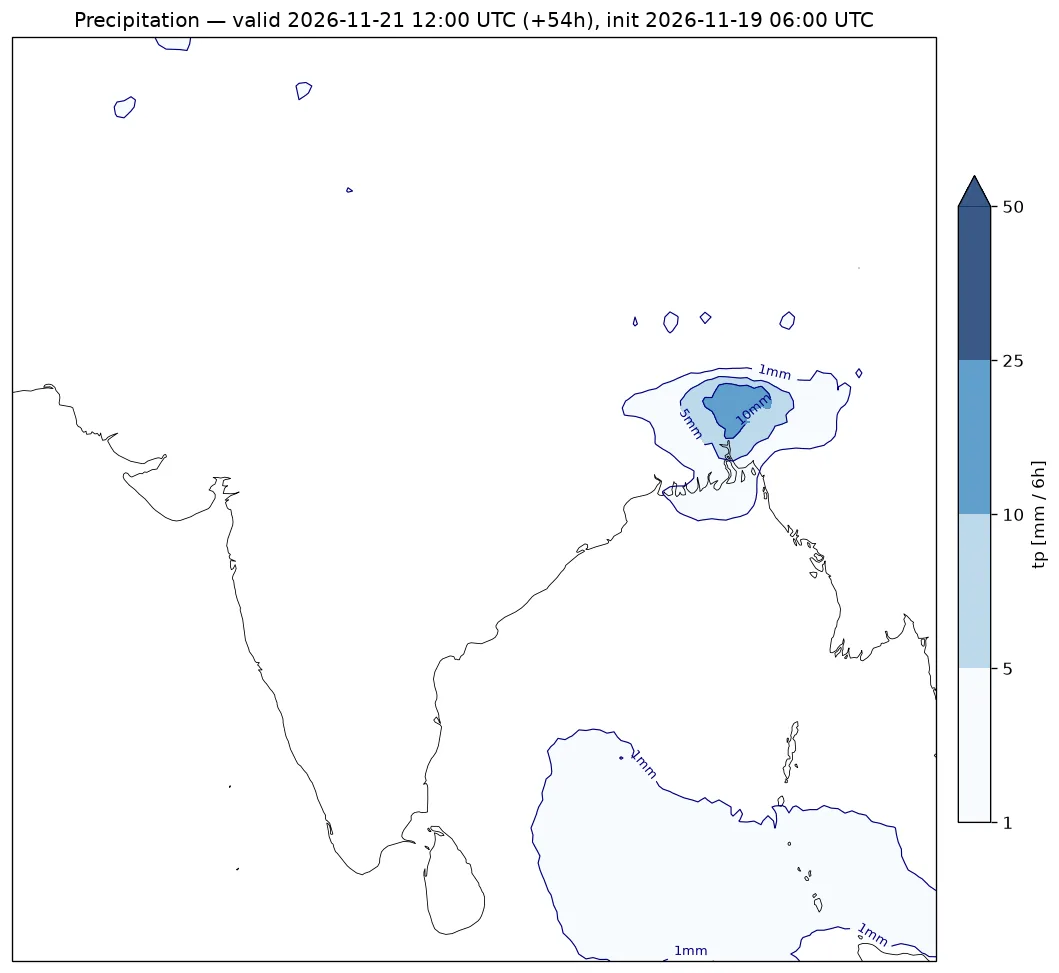 Precipitation — valid 2026-11-21 12:00 UTC (+54h), init 2026-11-19 06:00 UTC
50
25
10
5
1
tp [mm / 6h]
1mm
5mm
10mm
1mm
1mm
1mm